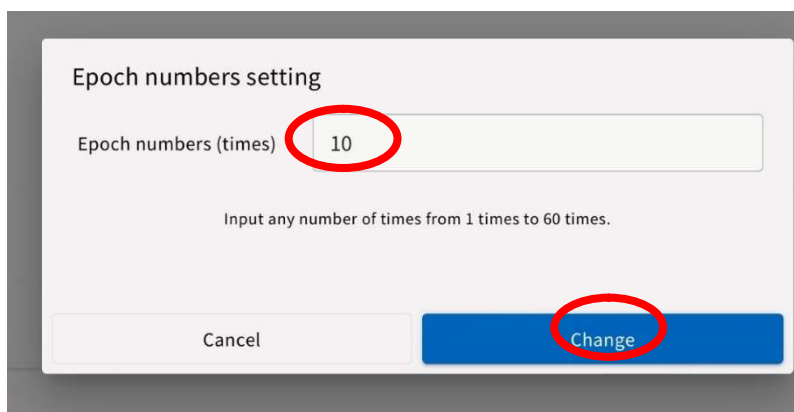 Epoch numbers setting
Epoch numbers (times) 10
Input any number of times from 1 times to 60 times.
Cancel Change